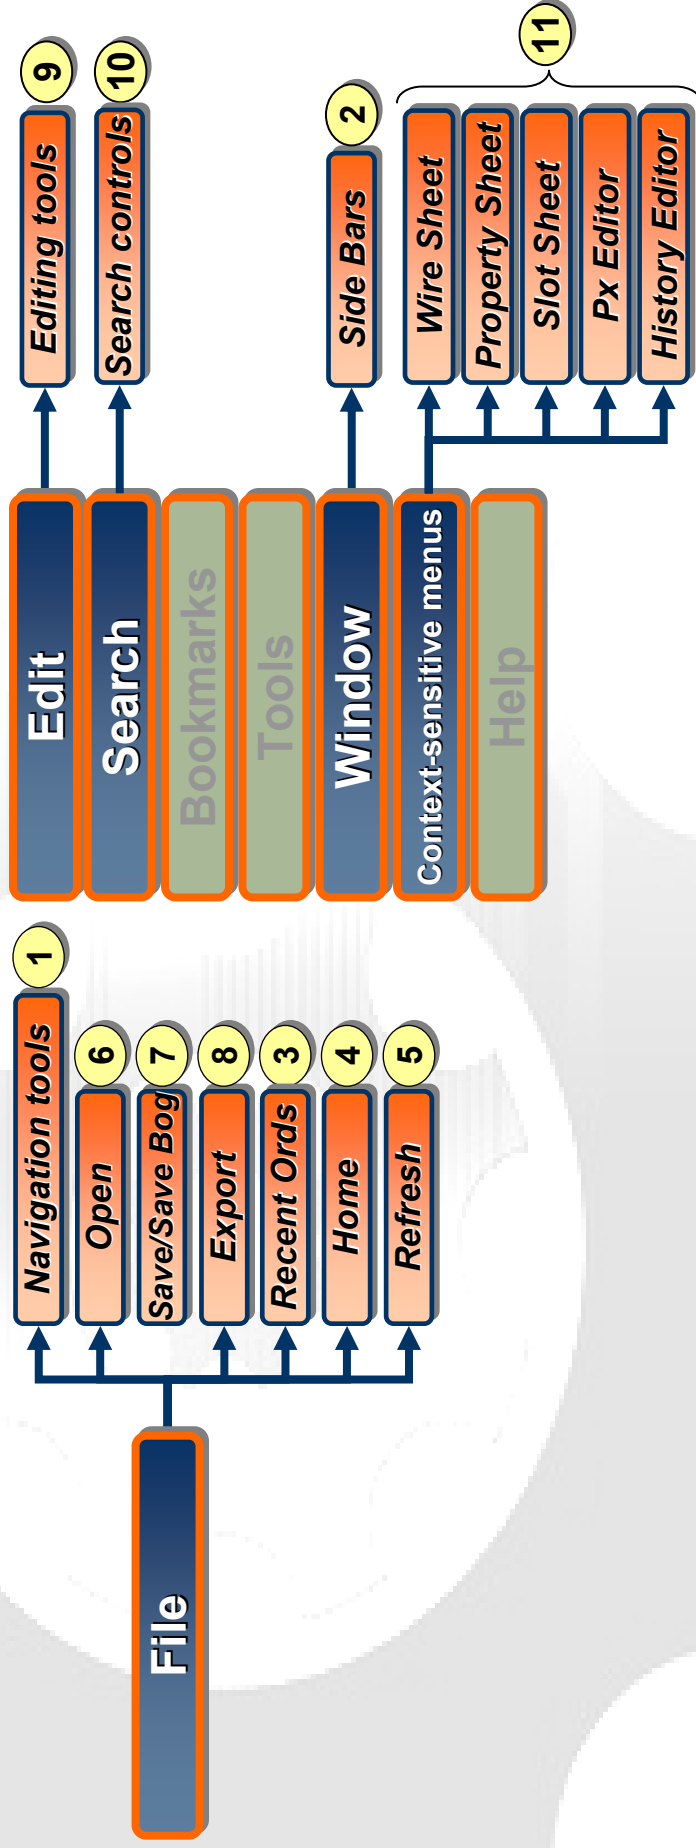 File
Navigation tools
1
Open
6
Save/Save Bog
7
Export
8
Recent Ords
3
Home
4
Refresh
5
Edit
Editing tools
9
Search
Search controls
10
Bookmarks
Tools
Window
Side Bars
2
Context-sensitive menus
Wire Sheet
Property Sheet
Slot Sheet
Px Editor
History Editor
11
Help